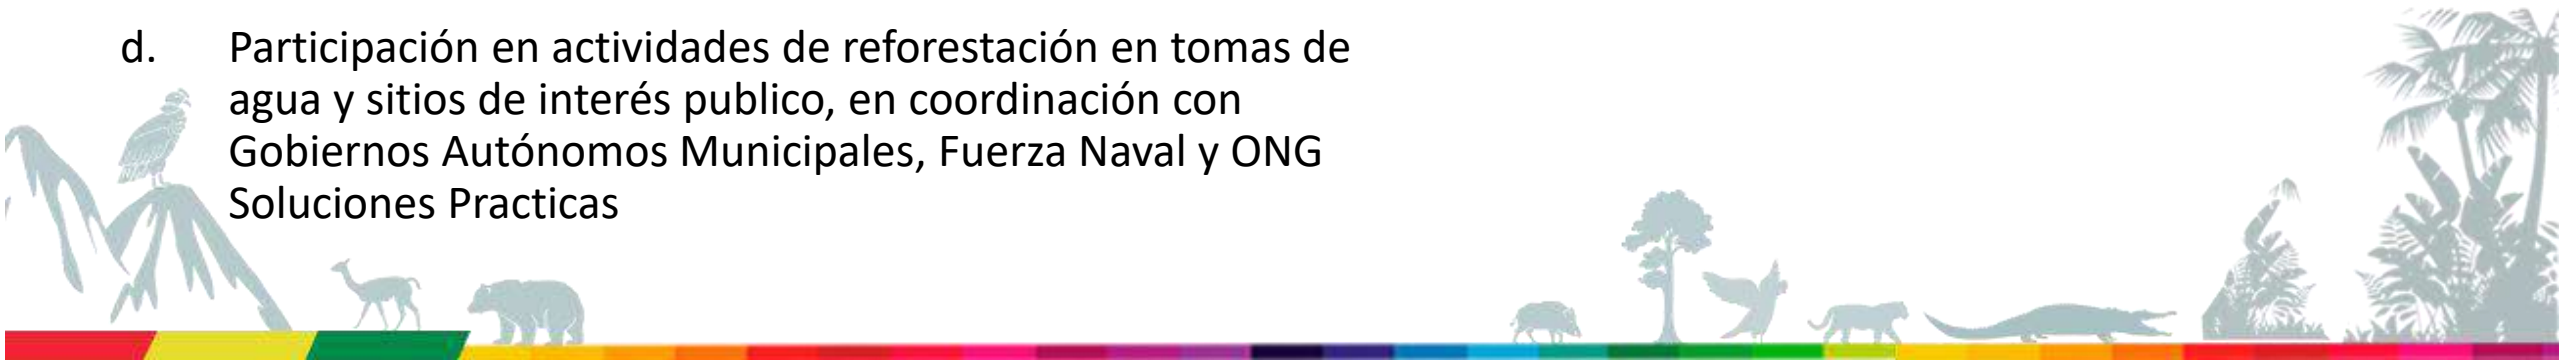 d. Participación en actividades de reforestación en tomas de
agua y sitios de interés publico, en coordinación con
Gobiernos Autónomos Municipales, Fuerza Naval y ONG
Soluciones Practicas